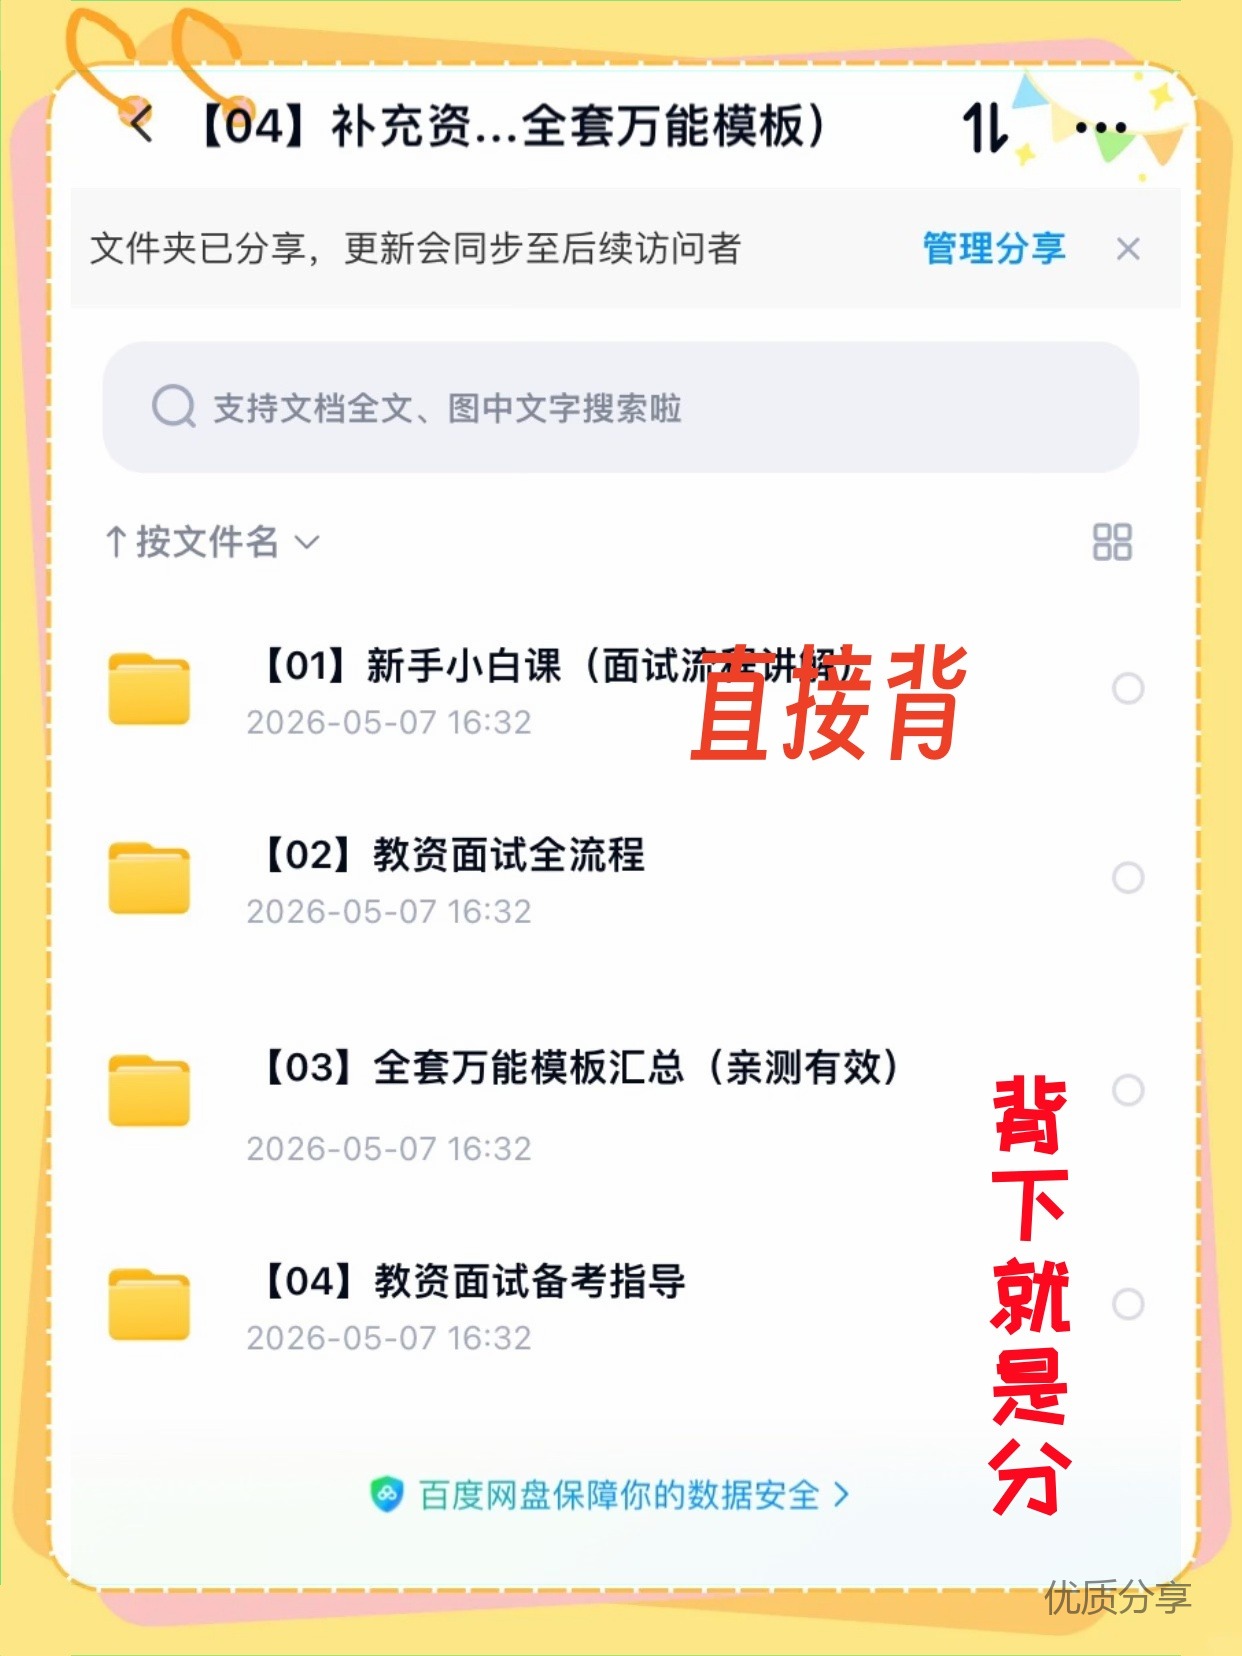 【04】补充资...全套万能模板）
文件夹已分享，更新会同步至后续访问者
管理分享
支持文档全文、图中文字搜索啦
↑按文件名
【01】新手小白课（面试流程讲解）
2026-05-07 16:32
直接背
【02】教资面试全流程
2026-05-07 16:32
【03】全套万能模板汇总（亲测有效）
2026-05-07 16:32
【04】教资面试备考指导
2026-05-07 16:32
背下就是分
百度网盘保障你的数据安全
优质分享